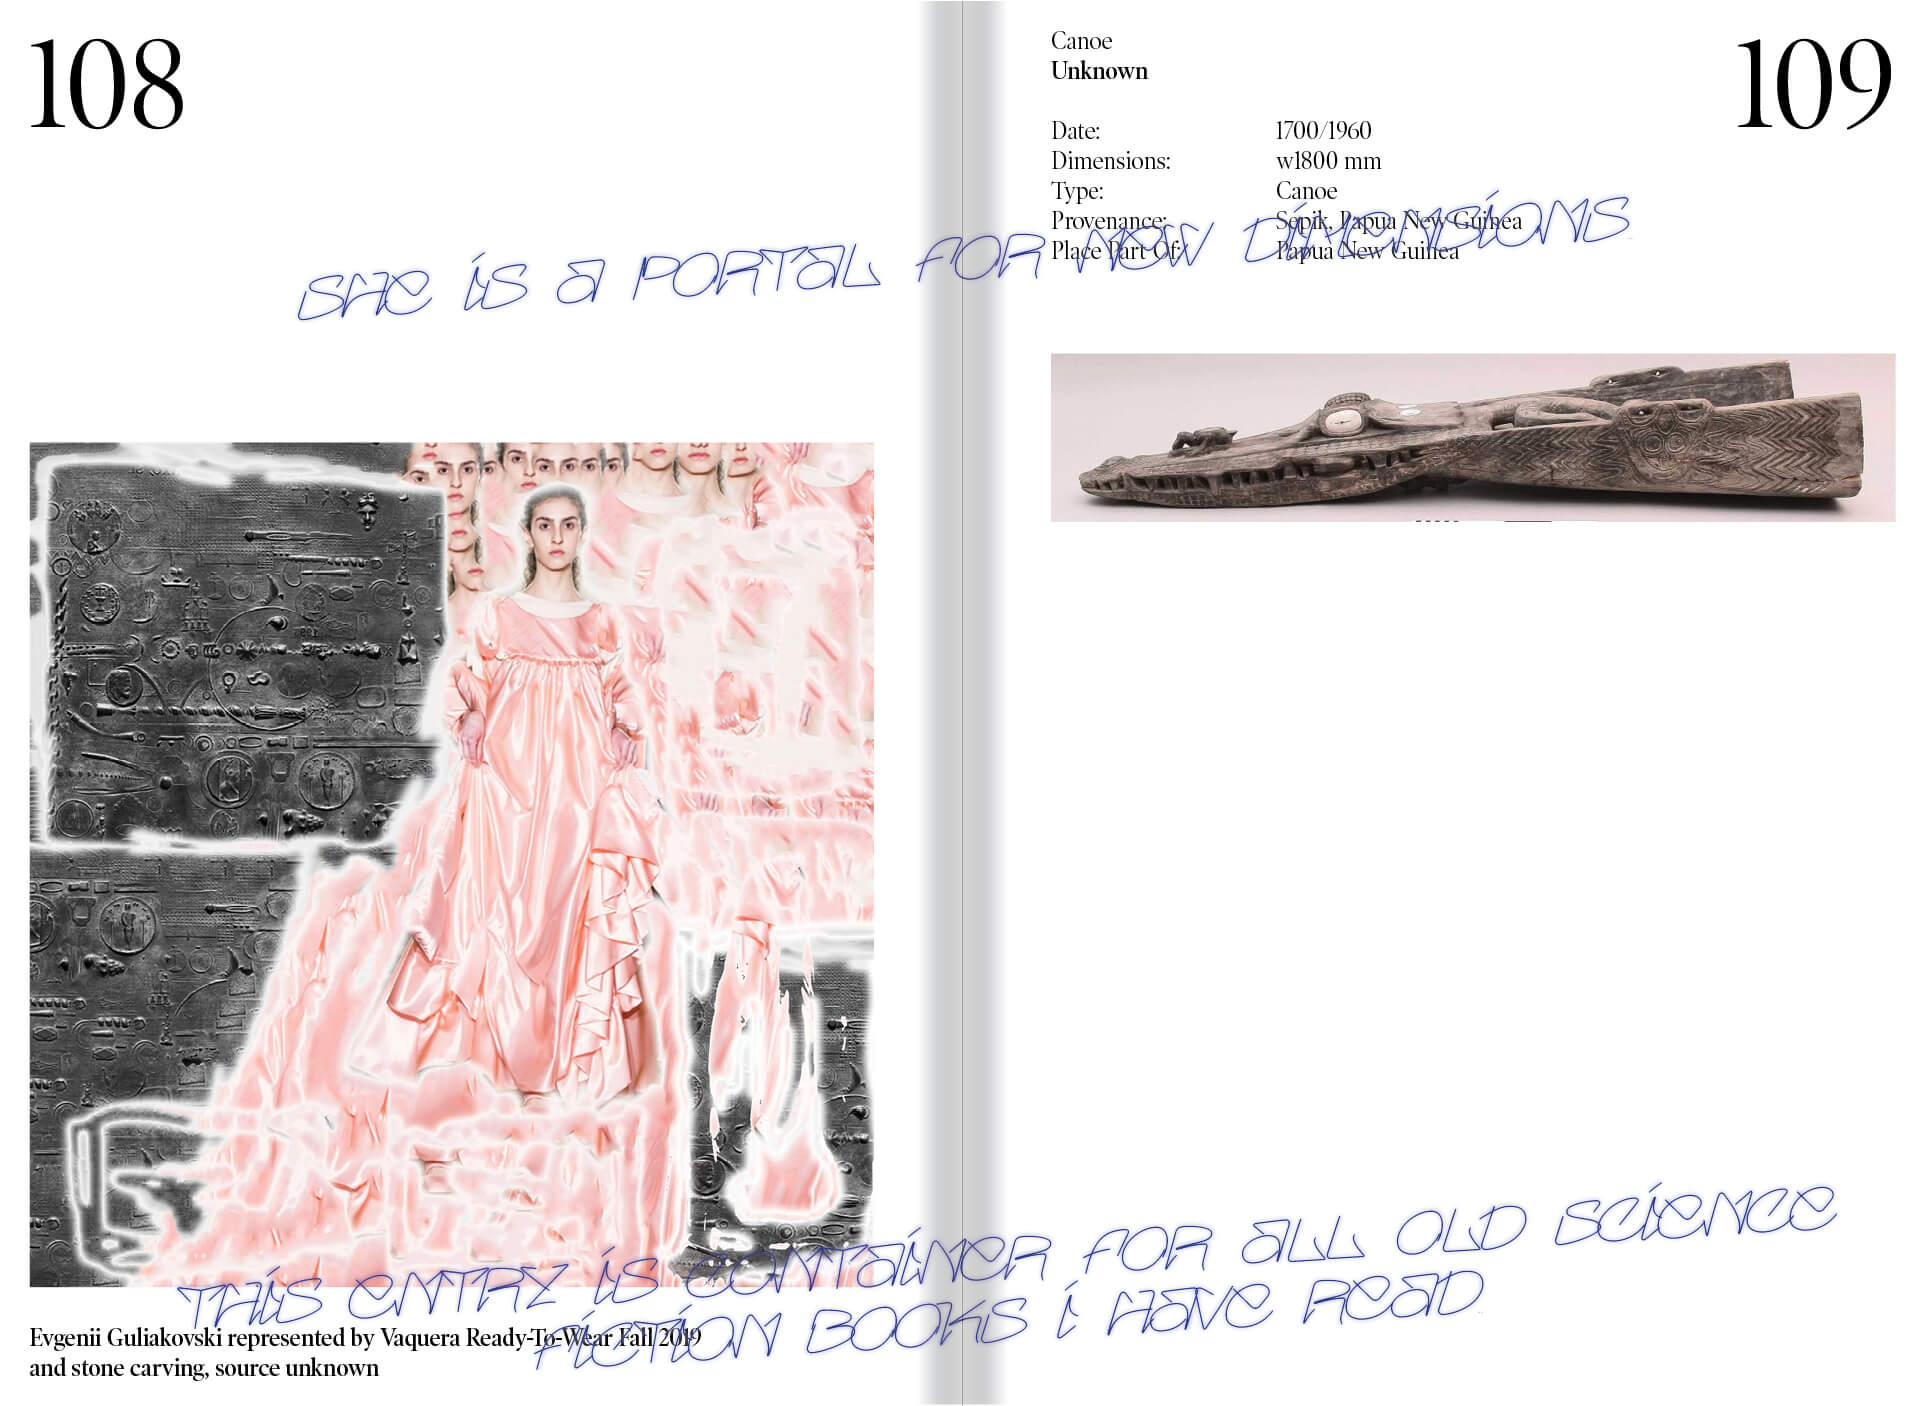 108
Canoe
Unknown
109
Date: 1700/1960
Dimensions: w1800 mm
Type: Canoe
Provenance: Sepik, Papua New Guinea
Place Part Of: Papua New Guinea
SHe iS a PORTaL FOR NeW DiMeNSiONS
THiS eNTRY iS CONTaiNeR FOR aLL OLD SCieNCe
FiCTiON BOOKS i HaVe ReaD
Evgenii Guliakovski represented by Vaquera Ready-To-Wear Fall 2019
and stone carving, source unknown